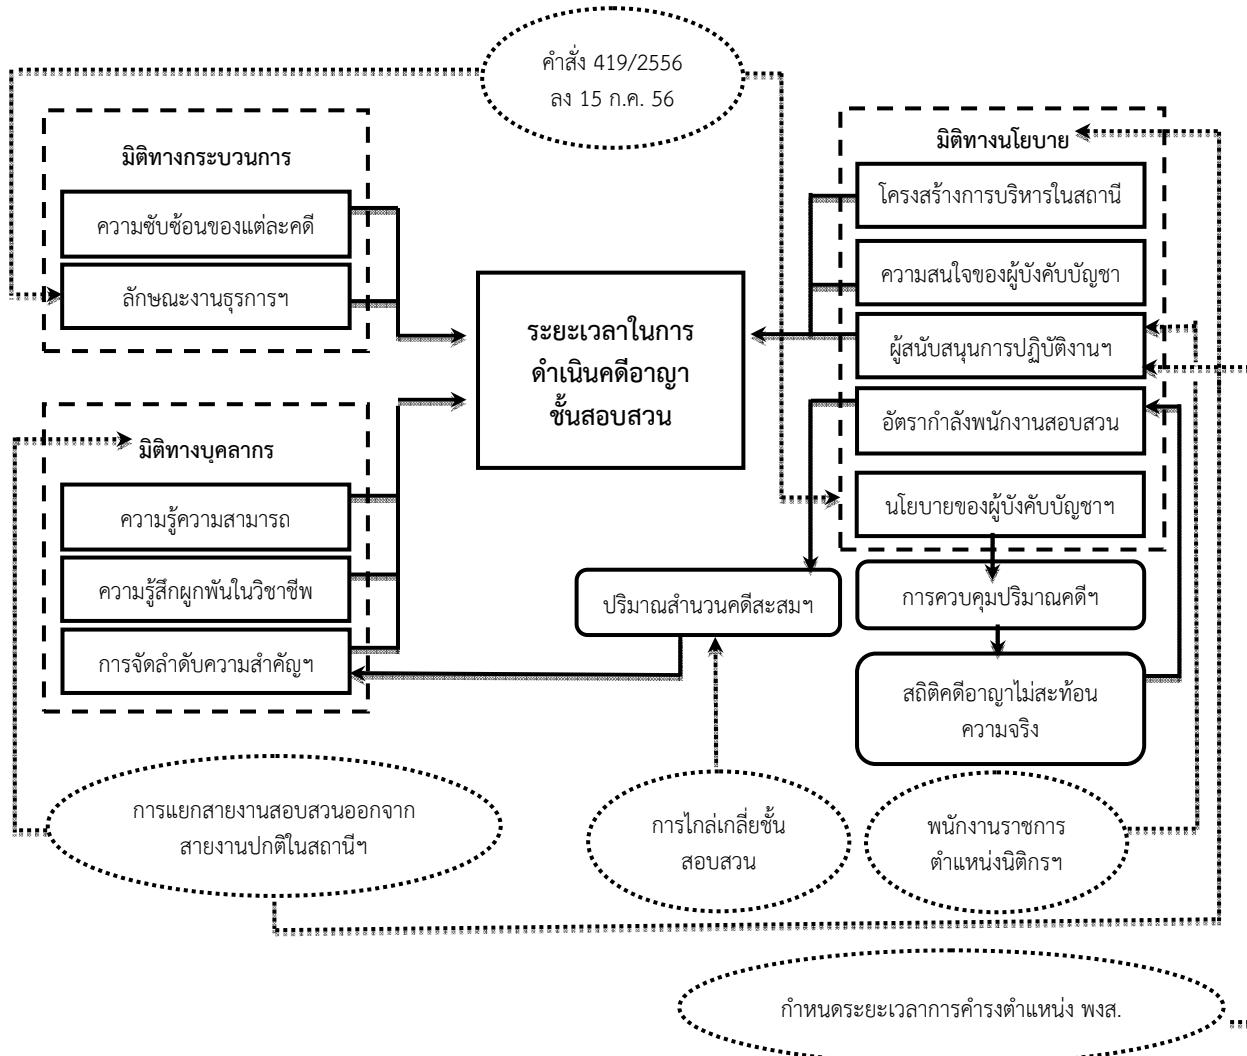 คำสั่ง 419/2556
ลง 15 ก.ค. 56
มิติทางกระบวนการ
ความซับซ้อนของแต่ละคดี
ลักษณะงานธุรการฯ
มิติทางนโยบาย
โครงสร้างการบริหารในสถานี
ความสนใจของผู้บังคับบัญชา
ผู้สนับสนุนการปฏิบัติงานฯ
อัตรากำลังพนักงานสอบสวน
นโยบายของผู้บังคับบัญชาฯ
ระยะเวลาในการ
ดำเนินคดีอาญา
ชั้นสอบสวน
มิติทางบุคลากร
ความรู้ความสามารถ
ความรู้สึกผูกพันในวิชาชีพ
การจัดลำดับความสำคัญฯ
ปริมาณสำนวนคดีสะสมฯ
การควบคุมปริมาณคดีฯ
สถิติคดีอาญาไม่สะท้อน
ความจริง
การแยกสายงานสอบสวนออกจาก
สายงานปกติในสถานีฯ
การไกล่เกลี่ยชั้น
สอบสวน
พนักงานราชการ
ตำแหน่งนิติกรฯ
กำหนดระยะเวลาการดำรงตำแหน่ง พงส.